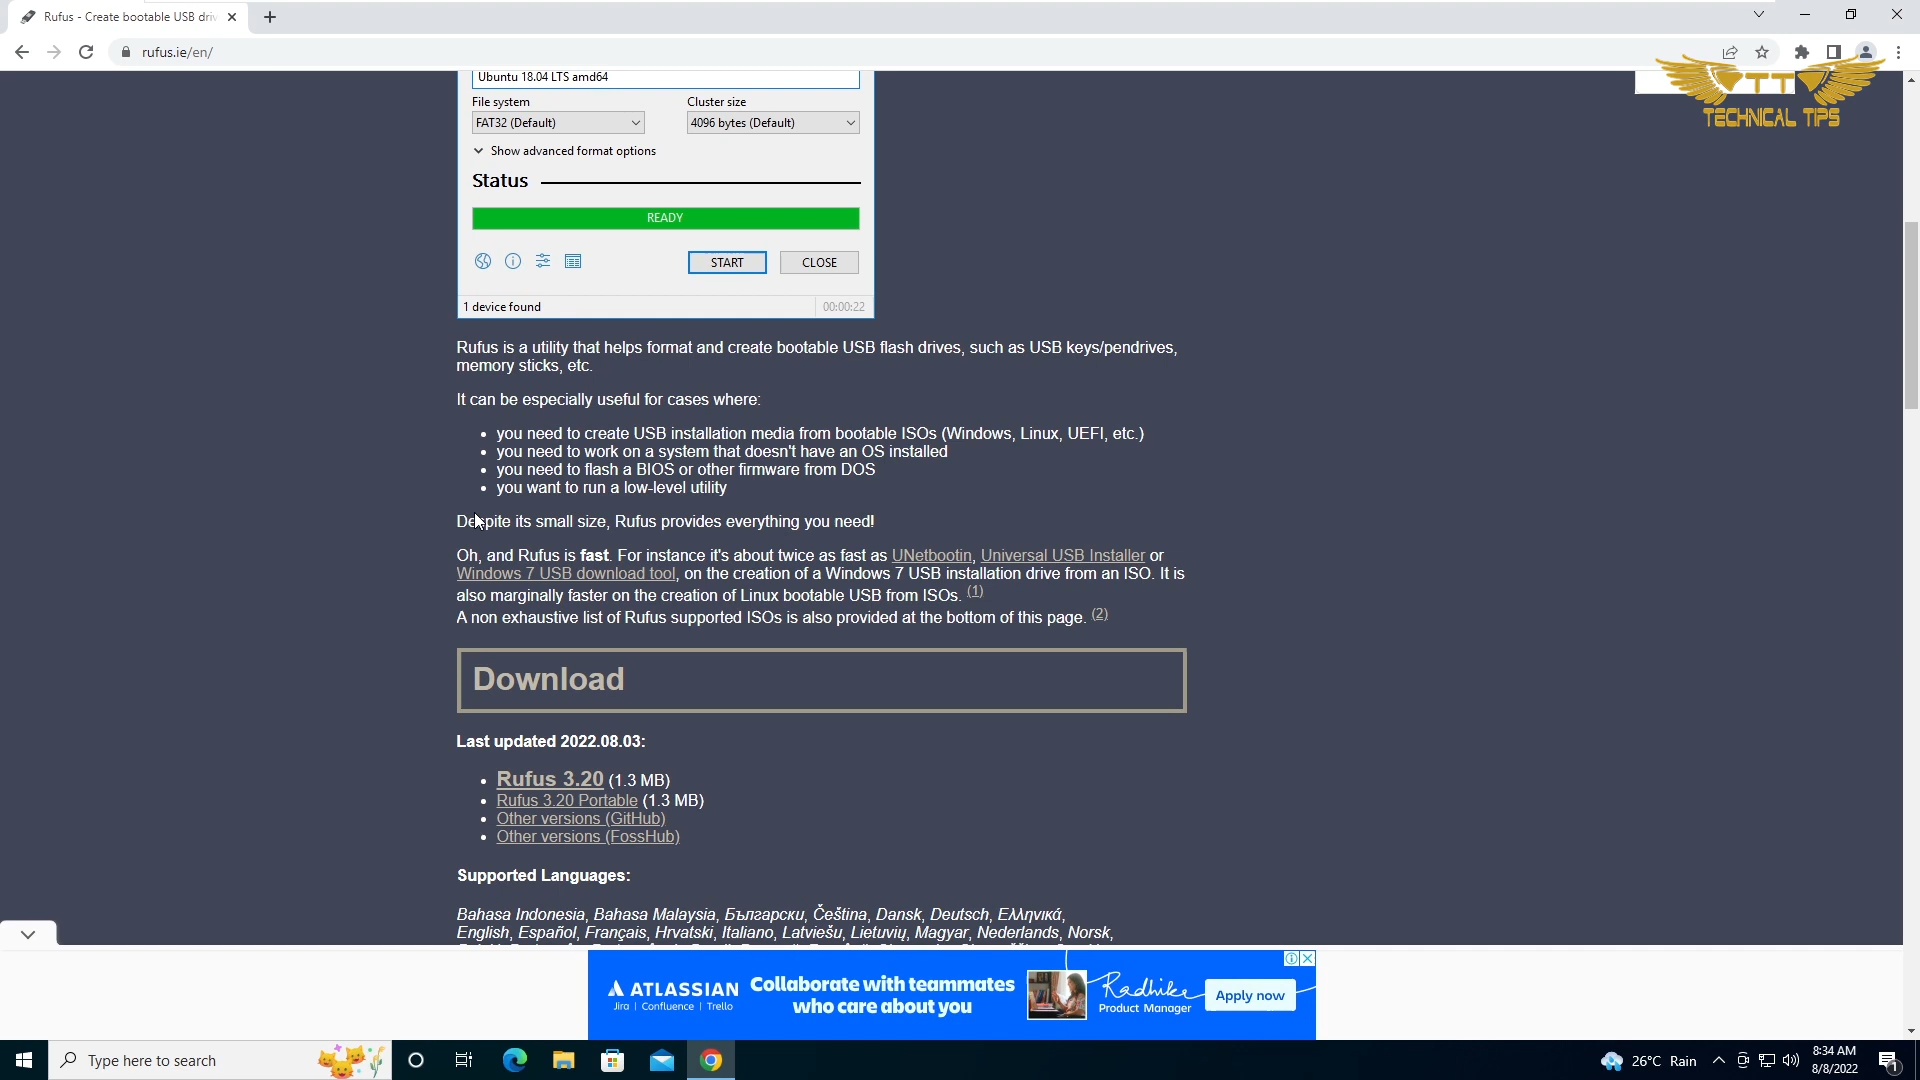 Rufus - Create bootable USB driv
rufus.ie/en/
TT
TECHNICAL TIPS
Ubuntu 18.04 LTS amd64
File system
Cluster size
FAT32 (Default)
4096 bytes (Default)
Show advanced format options
Status
READY
START
CLOSE
1 device found
00:00:22
Rufus is a utility that helps format and create bootable USB flash drives, such as USB keys/pendrives,
memory sticks, etc.
It can be especially useful for cases where:
• you need to create USB installation media from bootable ISOs (Windows, Linux, UEFI, etc.)
• you need to work on a system that doesn't have an OS installed
• you need to flash a BIOS or other firmware from DOS
• you want to run a low-level utility
Despite its small size, Rufus provides everything you need!
Oh, and Rufus is fast. For instance it's about twice as fast as UNetbootin, Universal USB Installer or
Windows 7 USB download tool, on the creation of a Windows 7 USB installation drive from an ISO. It is
also marginally faster on the creation of Linux bootable USB from ISOs. (1)
A non exhaustive list of Rufus supported ISOs is also provided at the bottom of this page. (2)
Download
Last updated 2022.08.03:
• Rufus 3.20 (1.3 MB)
• Rufus 3.20 Portable (1.3 MB)
• Other versions (GitHub)
• Other versions (FossHub)
Supported Languages:
Bahasa Indonesia, Bahasa Malaysia, Български, Čeština, Dansk, Deutsch, Ελληνικά,
English, Español, Français, Hrvatski, Italiano, Latviešu, Lietuvių, Magyar, Nederlands, Norsk,
ATLASSIAN
Jira | Confluence | Trello
Collaborate with teammates
who care about you
Radhika
Product Manager
Apply now
Type here to search
26°C Rain
8:34 AM
8/8/2022
1